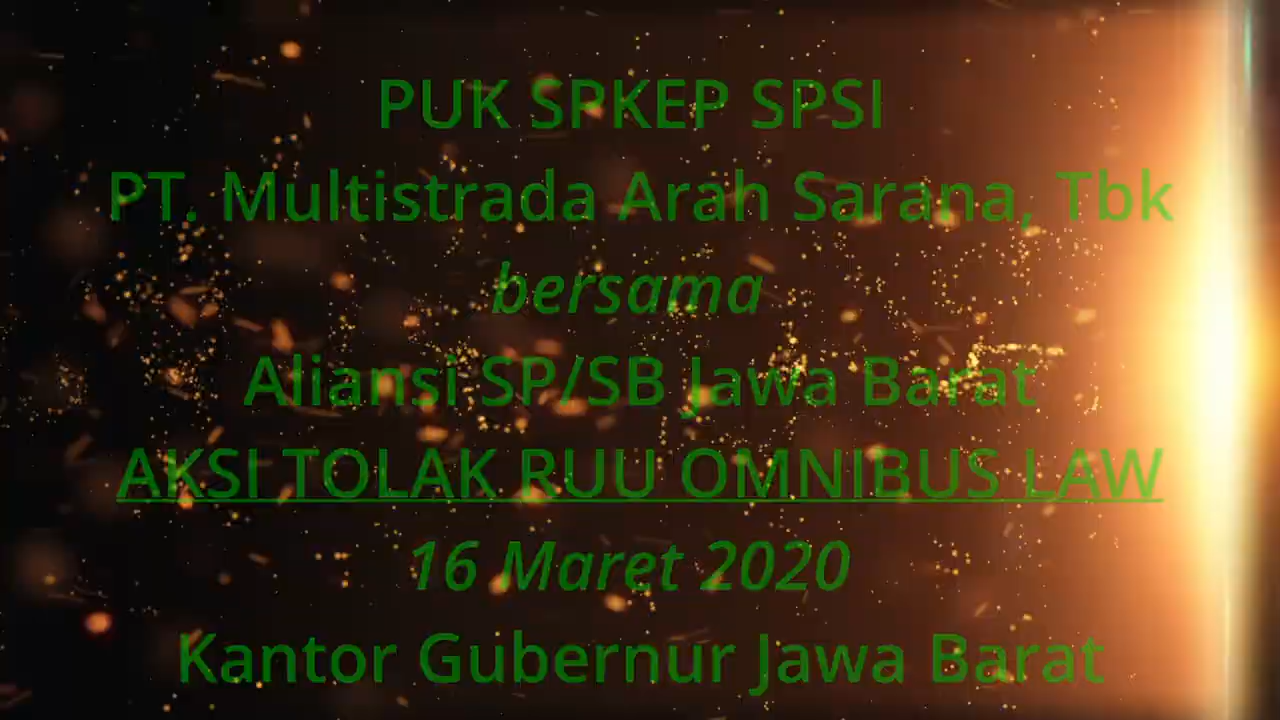 PUK SPKEP SPSI
PT. Multistrada Arah Sarana, Tbk
bersama
Aliansi SP/SB Jawa Barat
AKSI TOLAK RUU OMNIBUS LAW
16 Maret 2020
Kantor Gubernur Jawa Barat